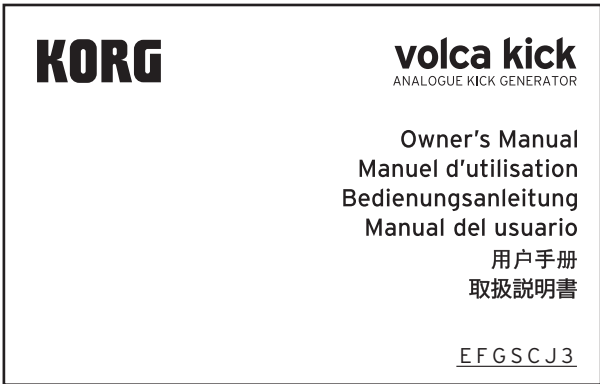 KORG
volca kick
ANALOGUE KICK GENERATOR
Owner's Manual
Manuel d'utilisation
Bedienungsanleitung
Manual del usuario
用户手册
取扱説明書
EFGSCJ3